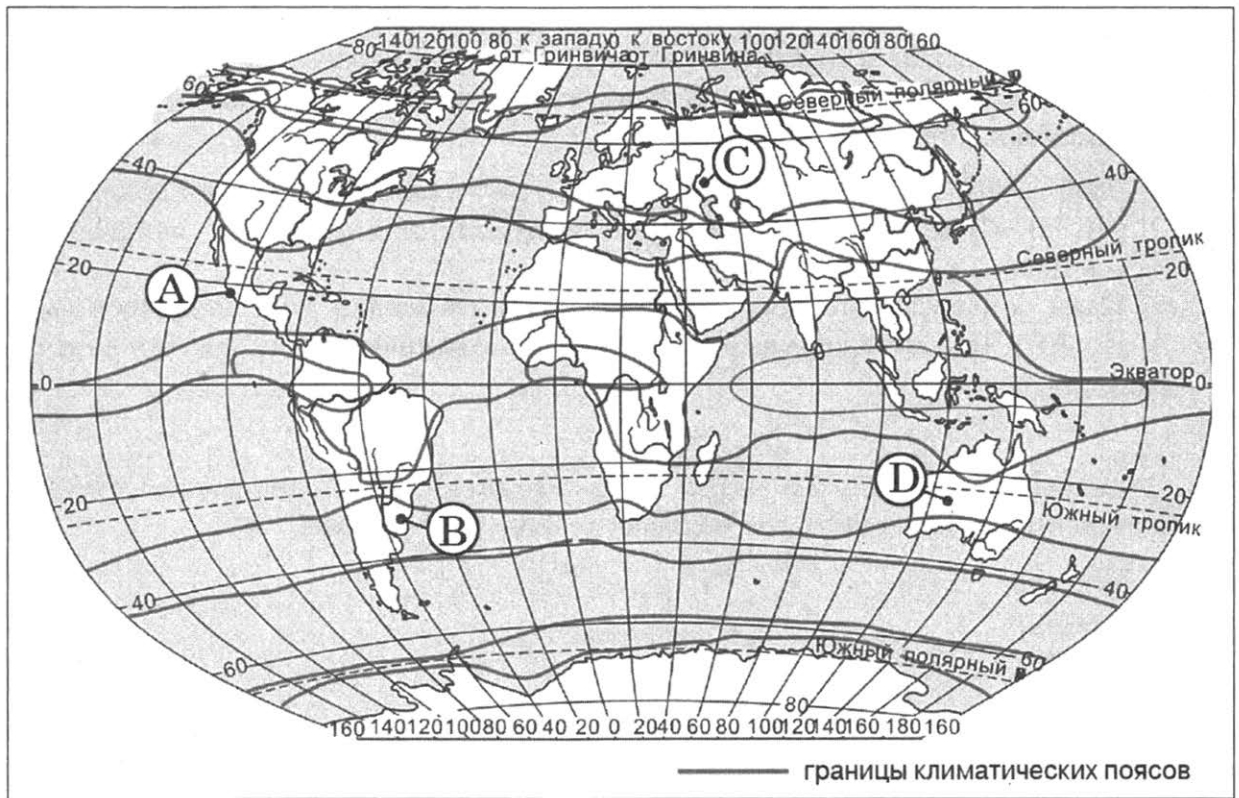 140 120 100 80 к западу 0 к востоку 100 120 140 160 180 160
80 от Гринвича от Гринвича
60 Северный полярный 60
40 40
Северный тропик
20 20
A
C
0 Экватор 0
D
20 20
Южный тропик
B
40 40
60 Южный полярный 60
80
160 140 120 100 80 60 40 20 0 20 40 60 80 100 120 140 160 180 160
границы климатических поясов